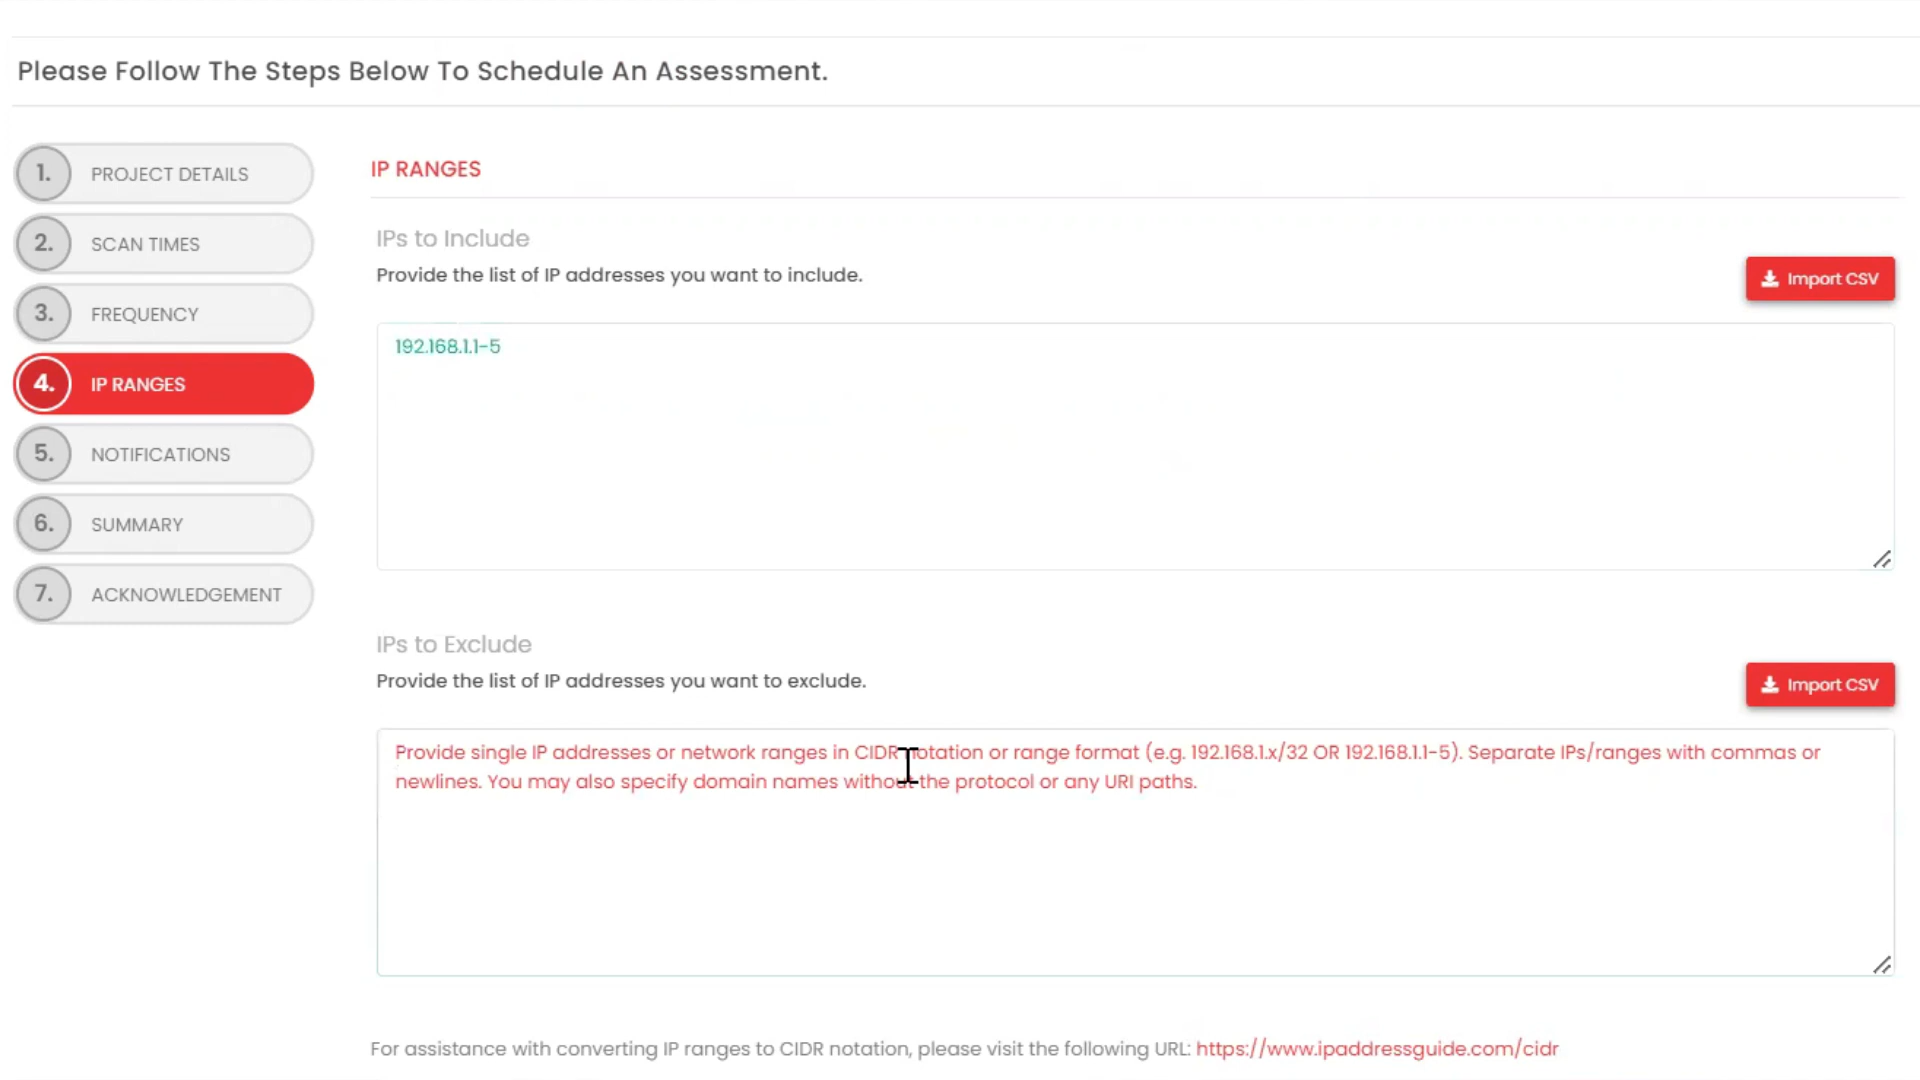 Please Follow The Steps Below To Schedule An Assessment.
1. PROJECT DETAILS
2. SCAN TIMES
3. FREQUENCY
4. IP RANGES
5. NOTIFICATIONS
6. SUMMARY
7. ACKNOWLEDGEMENT
IP RANGES
IPs to Include
Provide the list of IP addresses you want to include.
Import CSV
192.168.1.1-5
IPs to Exclude
Provide the list of IP addresses you want to exclude.
Import CSV
Provide single IP addresses or network ranges in CIDR notation or range format (e.g. 192.168.1.x/32 OR 192.168.1.1-5). Separate IPs/ranges with commas or
newlines. You may also specify domain names without the protocol or any URI paths.
For assistance with converting IP ranges to CIDR notation, please visit the following URL: https://www.ipaddressguide.com/cidr